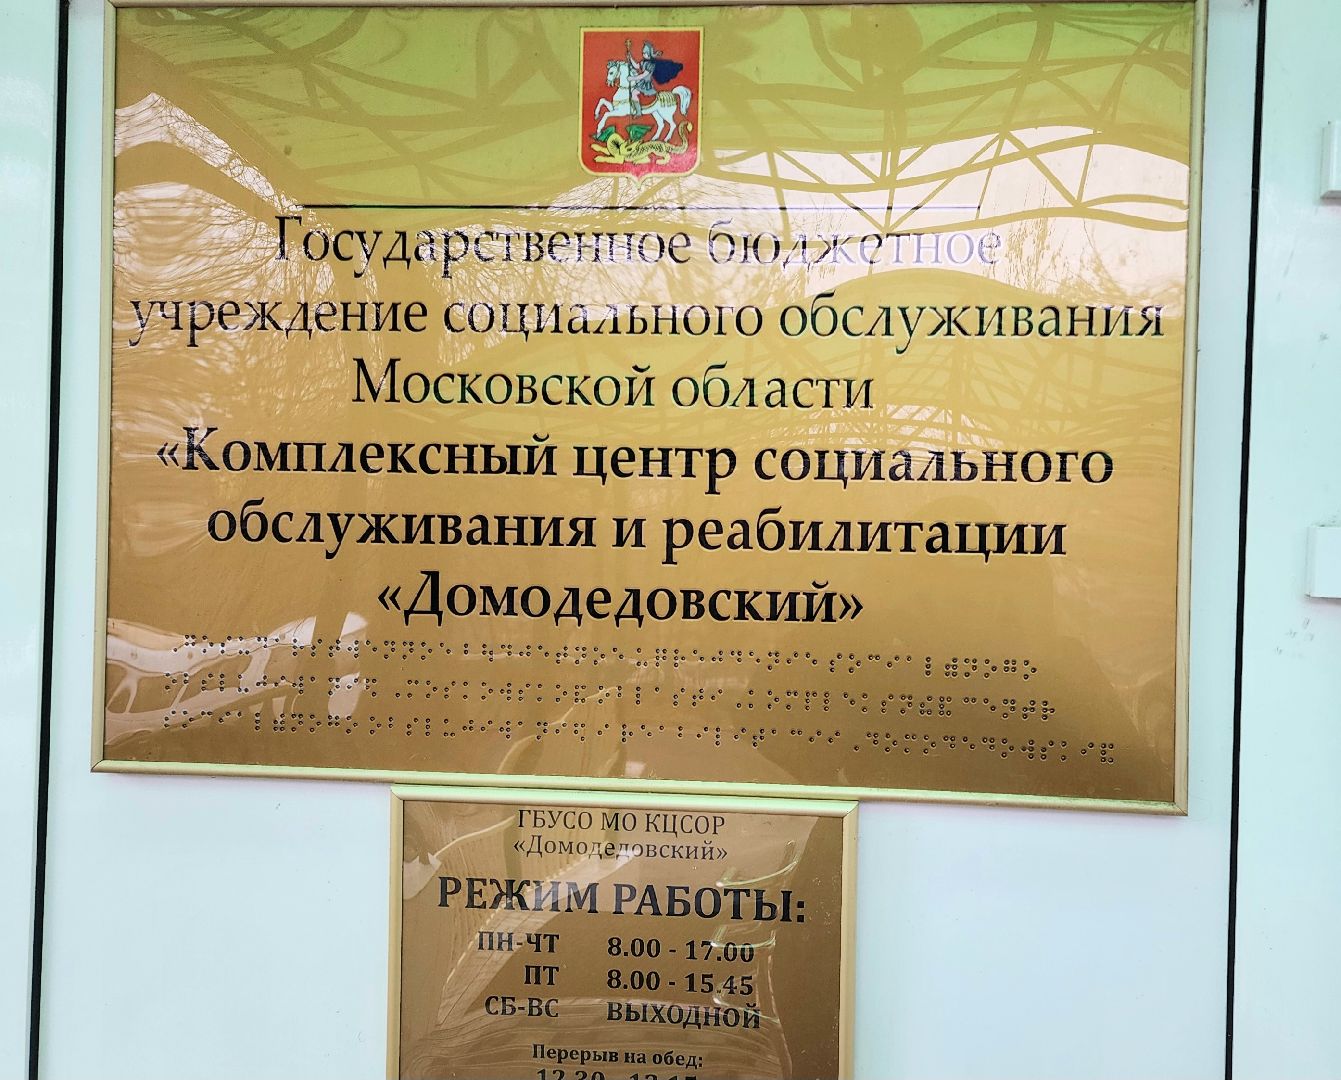 Государственное бюджетное
учреждение социального обслуживания
Московской области
«Комплексный центр социального
обслуживания и реабилитации
«Домодедовский»
ГБУСО МО КЦСОР
«Домодедовский»
РЕЖИМ РАБОТЫ:
ПН-ЧТ 8.00 - 17.00
ПТ 8.00 - 15.45
СБ-ВС ВЫХОДНОЙ
Перерыв на обед: